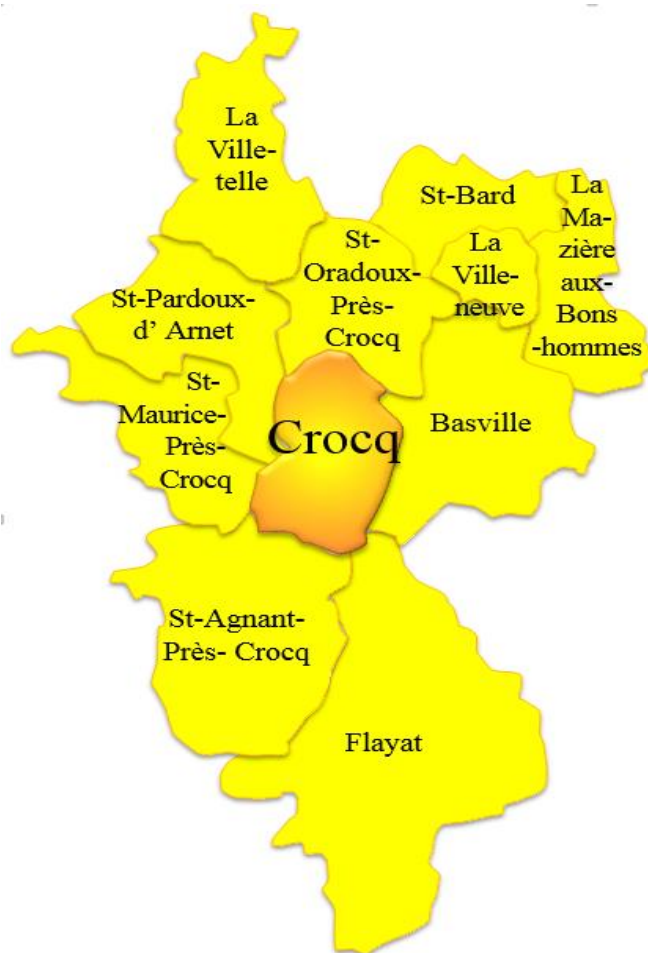 La
Ville-
telle
St-Bard
La
Ma-
zière
aux-
Bons
-hommes
La
Ville-
neuve
St-
Oradoux-
Près-
Crocq
St-Pardoux-
d' Arnet
St-
Maurice-
Près-
Crocq
Crocq
Basville
St-Agnant-
Près- Crocq
Flayat